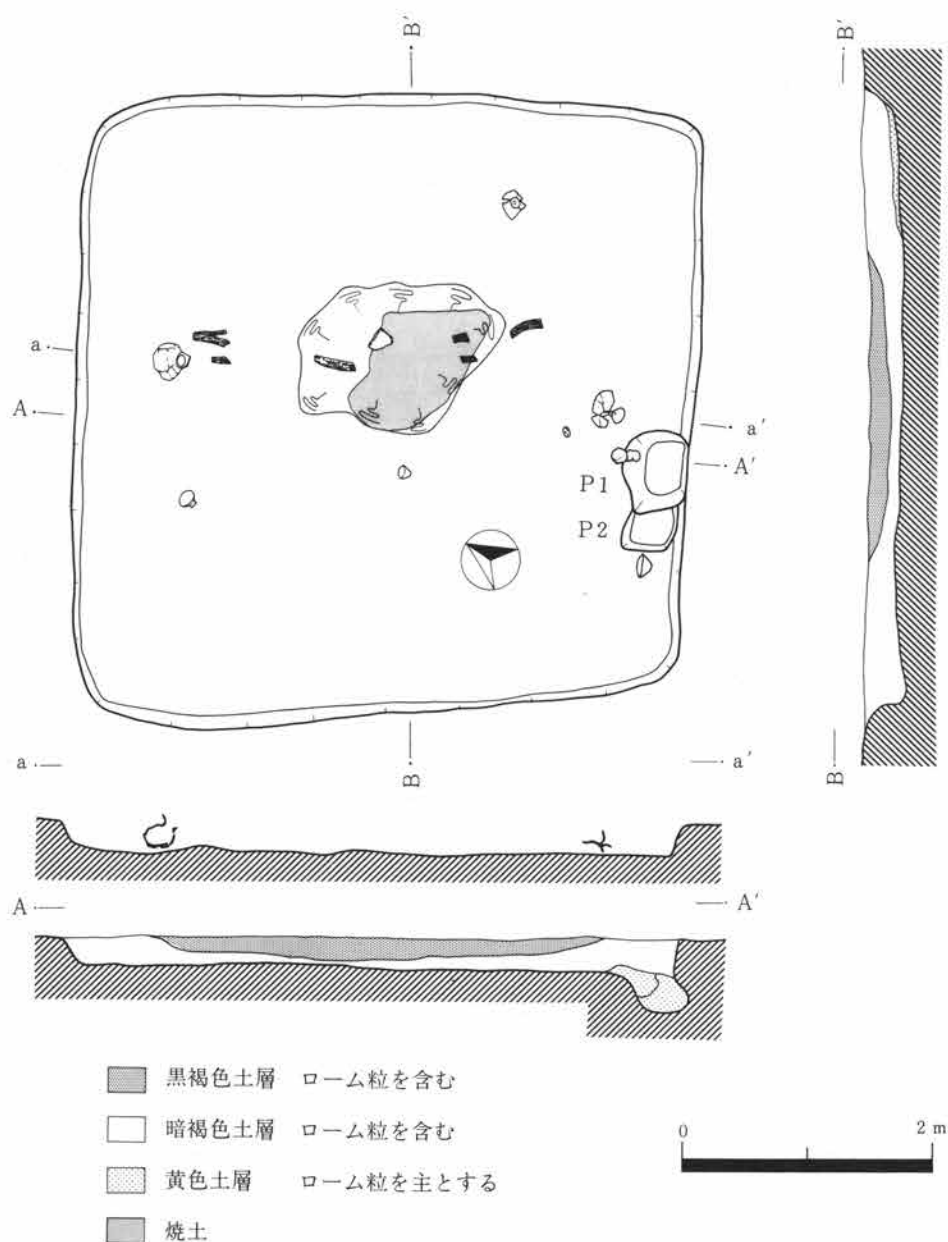 B′
B′
a
A
a′
A′
P1
P2
a
B
a′
B
A
A′
黒褐色土層 ローム粒を含む
暗褐色土層 ローム粒を含む
黄色土層 ローム粒を主とする
焼土
0 2 m